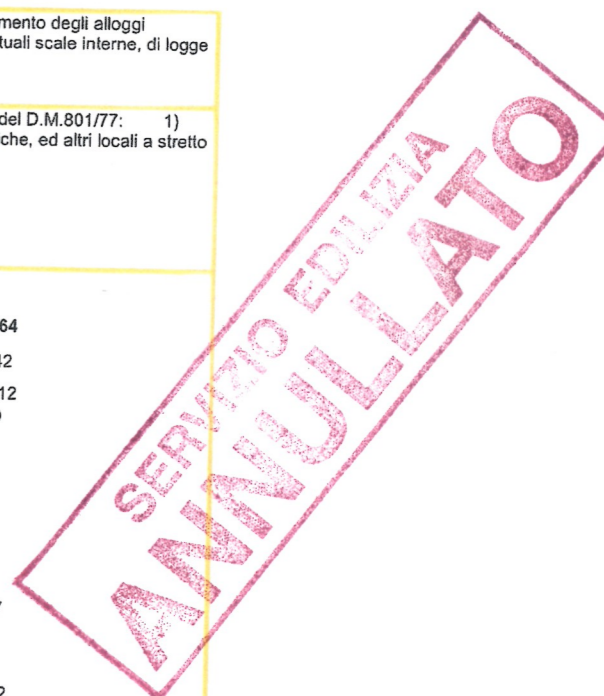 mento degli alloggi
tuali scale interne, di logge
del D.M.801/77: 1)
che, ed altri locali a stretto
64
42
12
SERVIZIO EDILIZIA
ANNULLATO